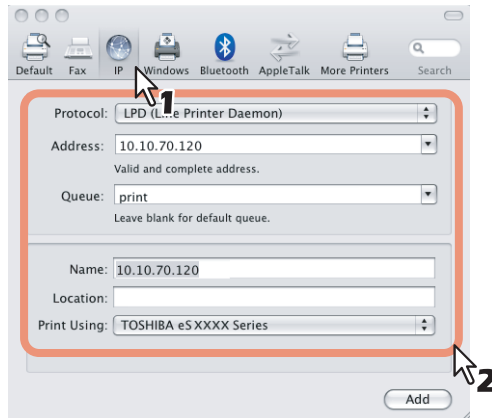 Default Fax IP Windows Bluetooth AppleTalk More Printers Search
1
Protocol: LPD (Line Printer Daemon)
Address: 10.10.70.120
Valid and complete address.
Queue: print
Leave blank for default queue.
Name: 10.10.70.120
Location:
Print Using: TOSHIBA eS XXXX Series
2
Add